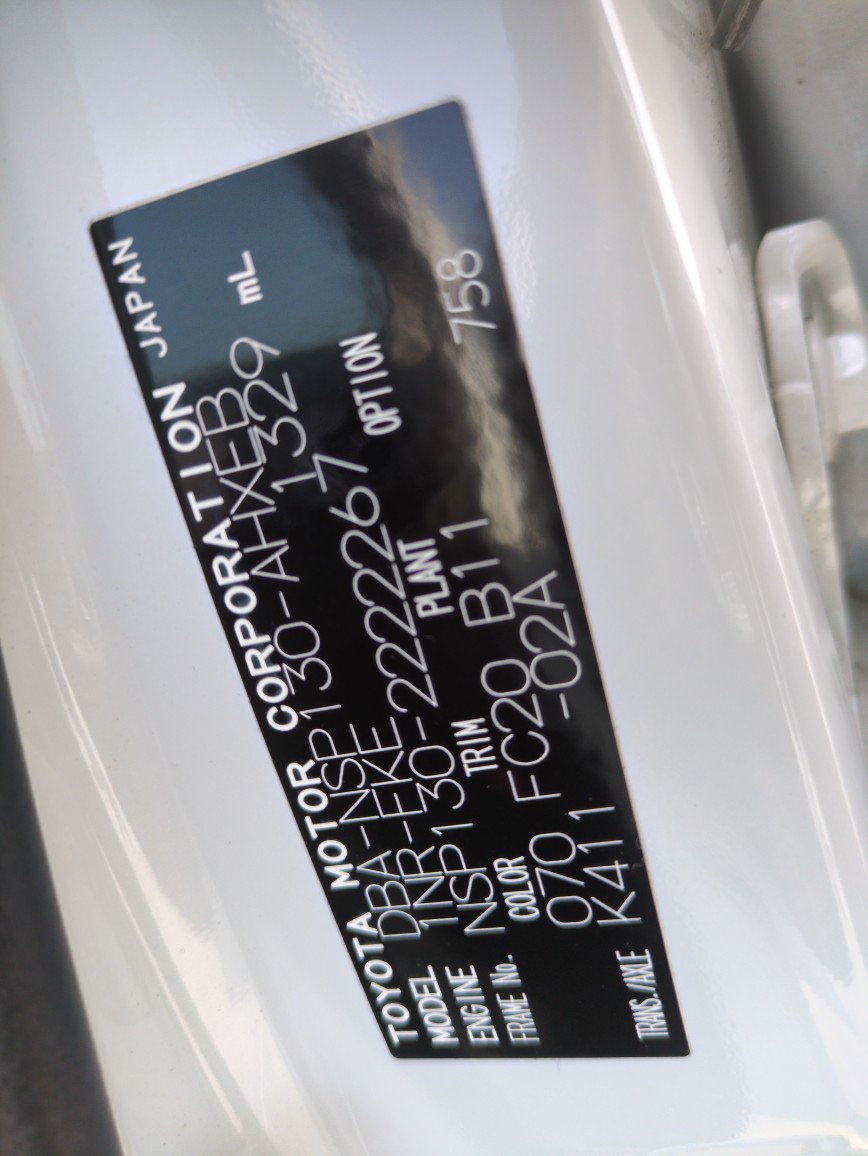 TOYOTA MOTOR CORPORATION JAPAN
MODEL DBA-NSP130-AHXEB
ENGINE 1NR-FKE 1329 mL
FRAME No. NSP130-2222267
COLOR TRIM PLANT OPTION
070 FC20 B11 758
TRANS./AXLE K411 -02A